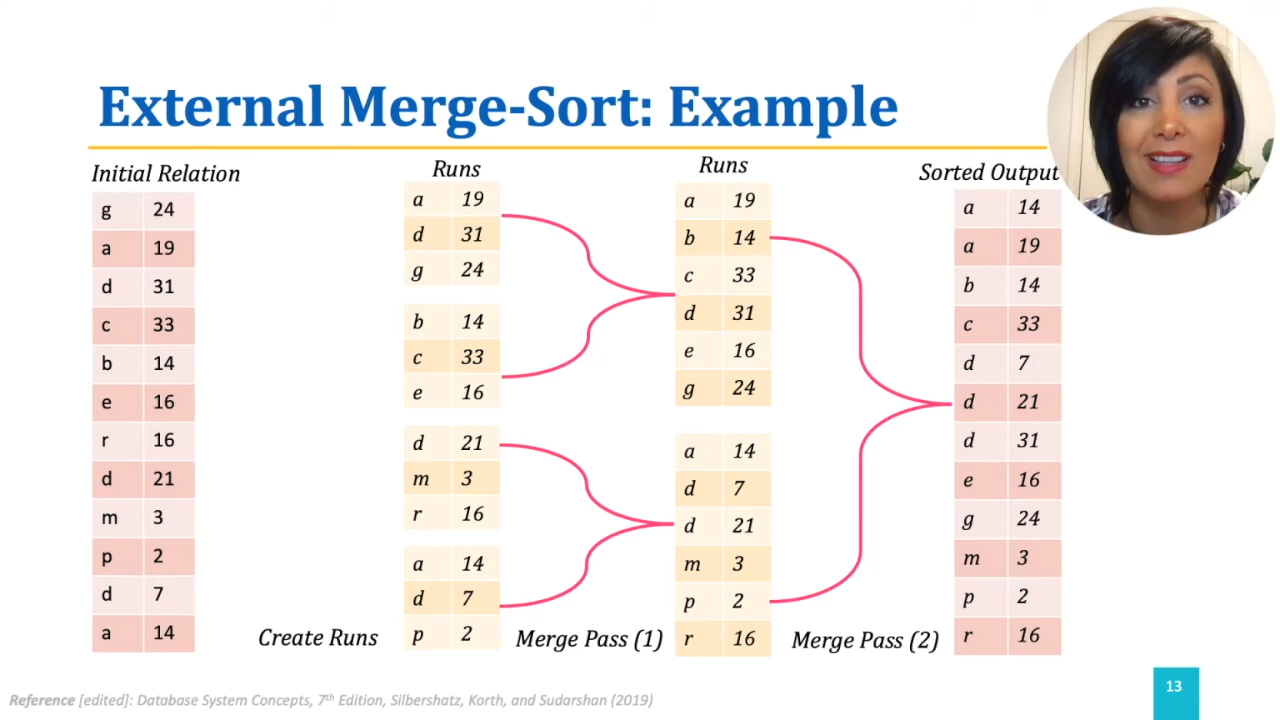 External Merge-Sort: Example
Initial Relation
g 24
a 19
d 31
c 33
b 14
e 16
r 16
d 21
m 3
p 2
d 7
a 14
Create Runs
Runs
a 19
d 31
g 24
b 14
c 33
e 16
d 21
m 3
r 16
a 14
d 7
p 2
Merge Pass (1)
Runs
a 19
b 14
c 33
d 31
e 16
g 24
a 14
d 7
d 21
m 3
p 2
r 16
Merge Pass (2)
Sorted Output
a 14
a 19
b 14
c 33
d 7
d 21
d 31
e 16
g 24
m 3
p 2
r 16
Reference [edited]: Database System Concepts, 7th Edition, Silbershatz, Korth, and Sudarshan (2019)
13